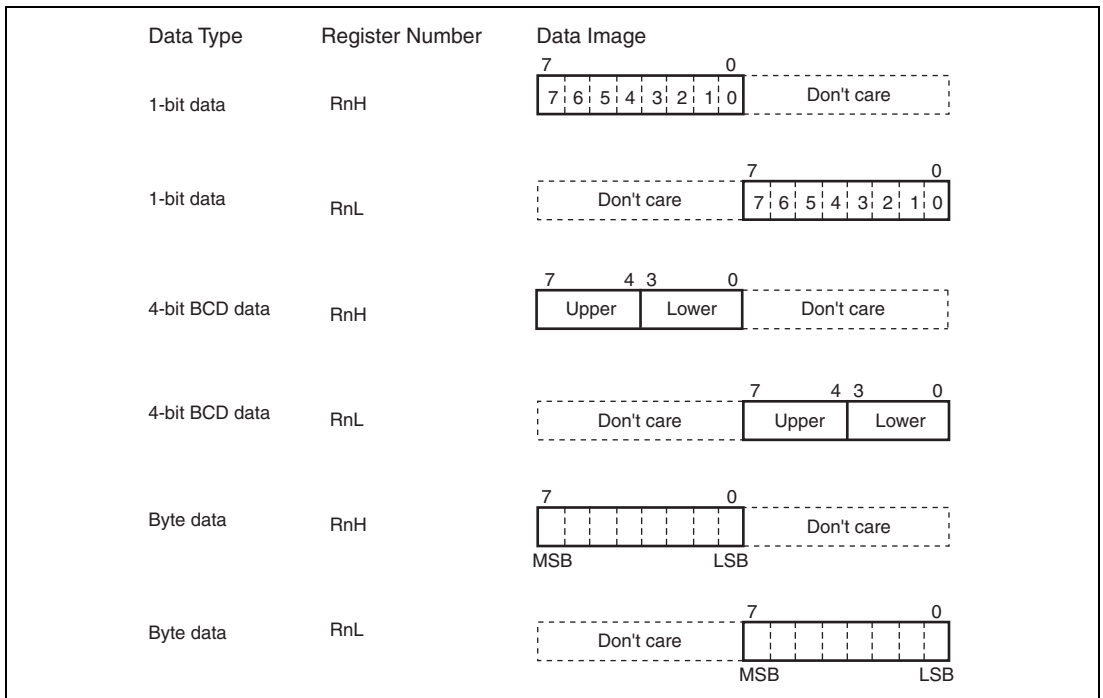 Data Type Register Number Data Image
7 0
1-bit data RnH 7 6 5 4 3 2 1 0 Don't care
7 0
1-bit data RnL Don't care 7 6 5 4 3 2 1 0
7 4 3 0
4-bit BCD data RnH Upper Lower Don't care
7 4 3 0
4-bit BCD data RnL Don't care Upper Lower
7 0
Byte data RnH Don't care
MSB LSB
7 0
Byte data RnL Don't care
MSB LSB